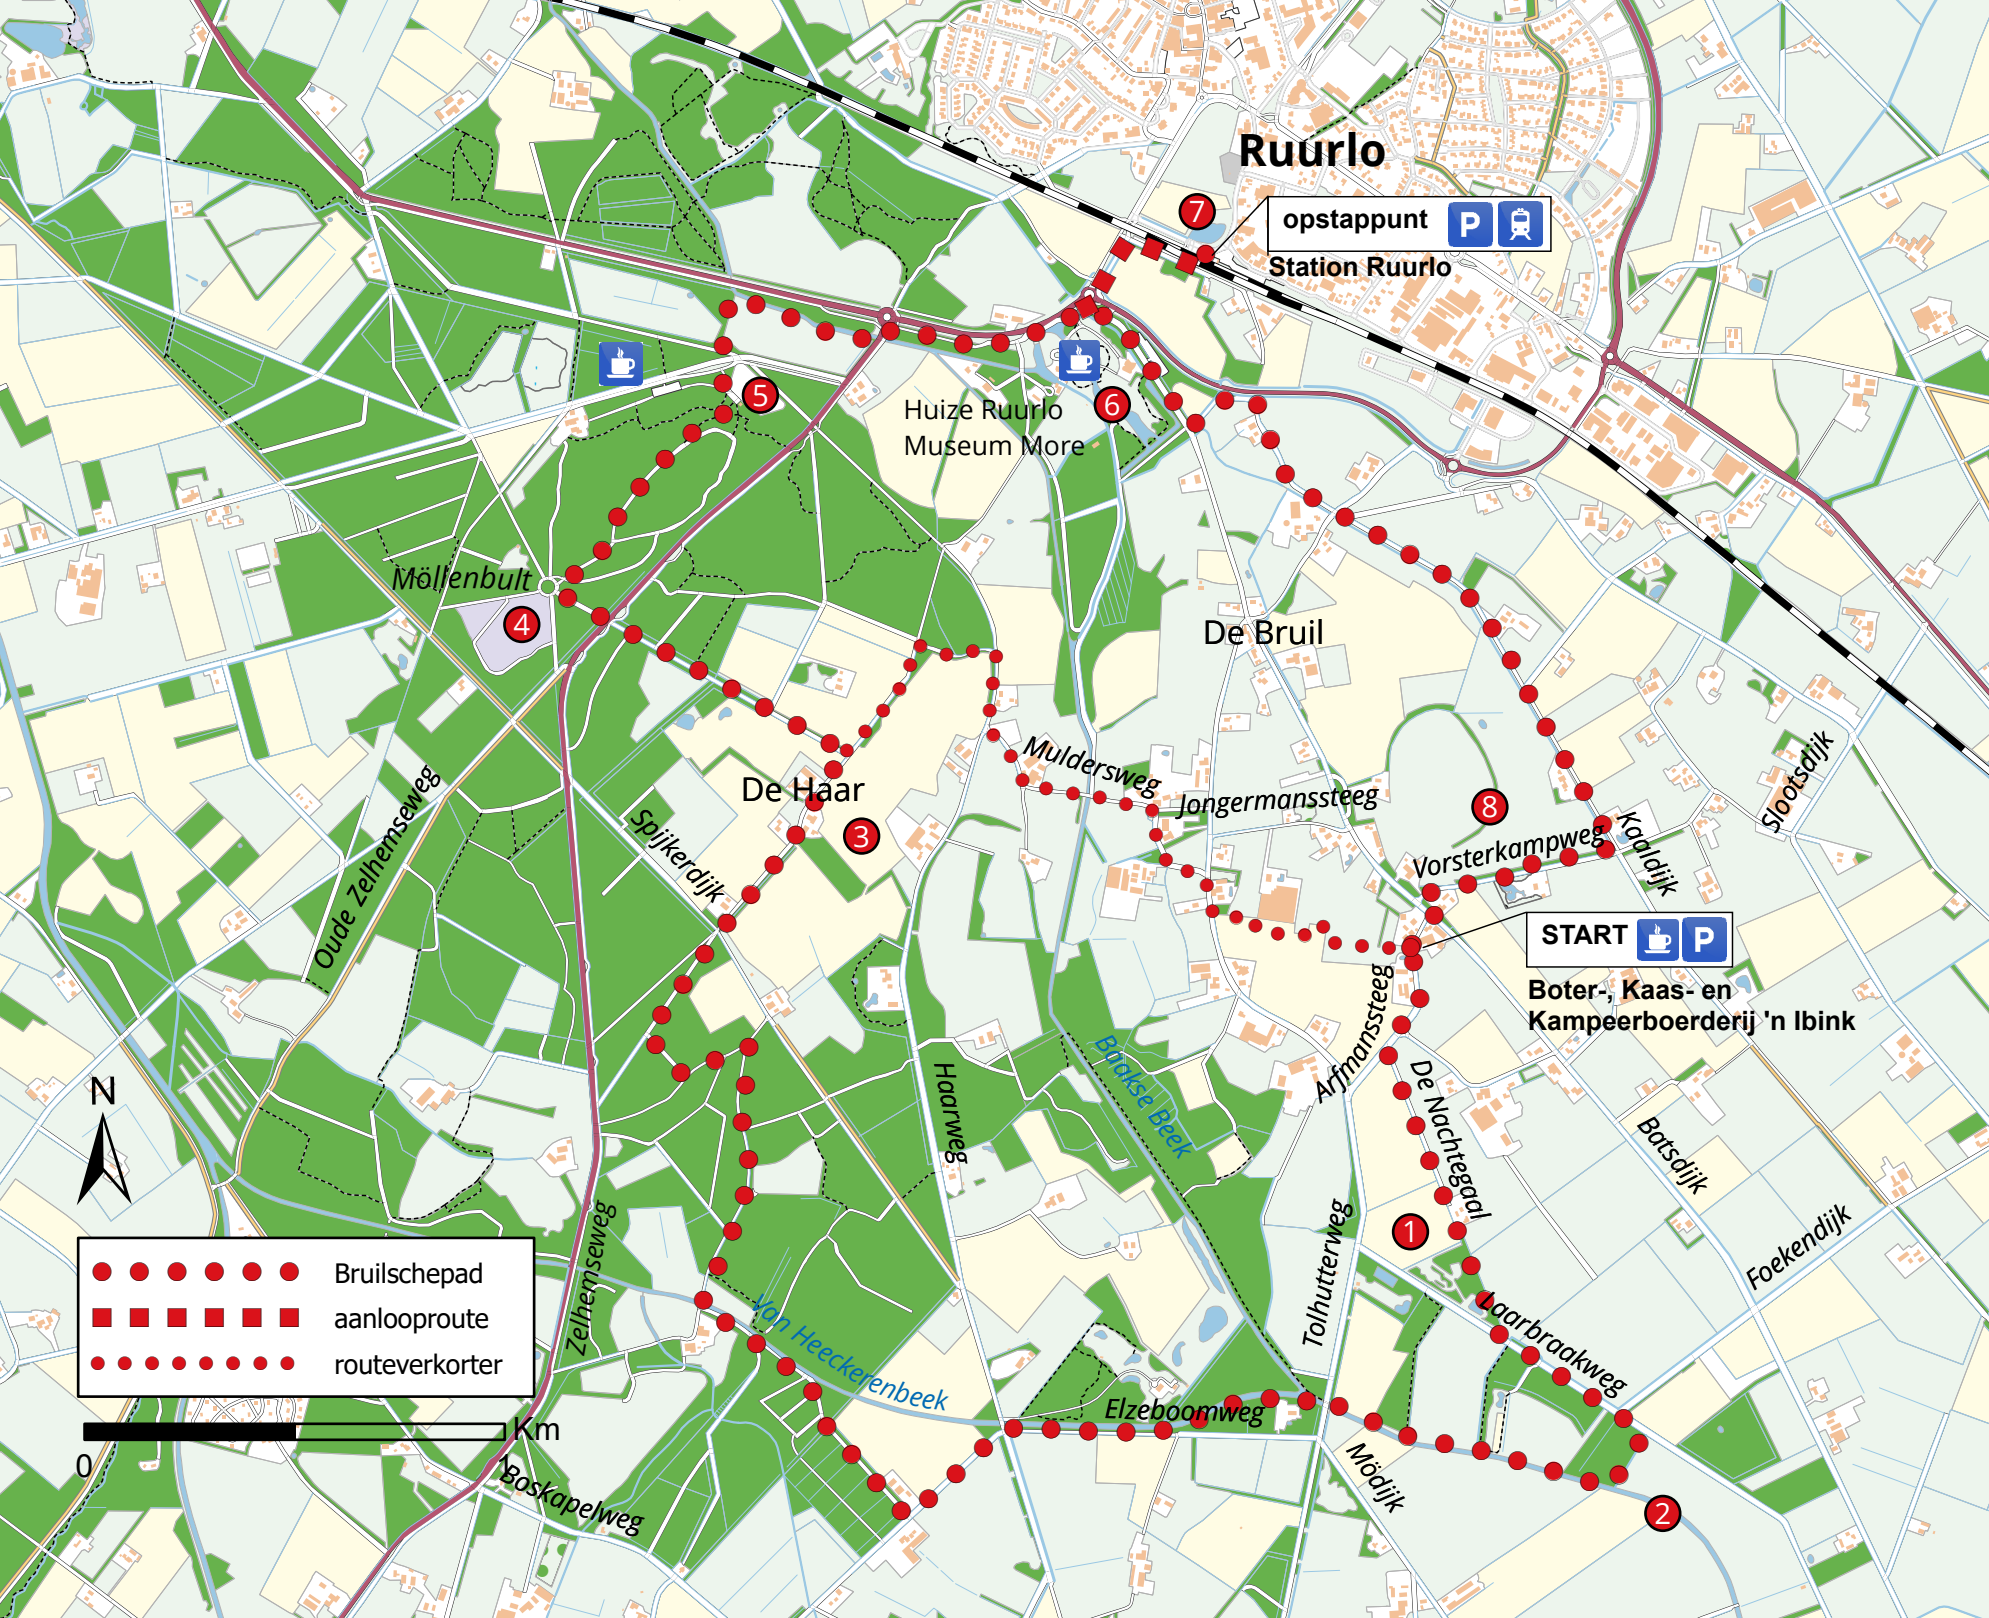 Ruurlo
7
opstappunt P
Station Ruurlo
5
6
Huize Ruurlo
Museum More
Möllenbult
4
De Bruil
Muldersweg
Jongermanssteeg
De Haar
3
8
Slootsdijk
Kaaldijk
Vorsterkampweg
Spijkerdijk
Oude Zelhemseweg
START P
Boter-, Kaas- en
Kampeerboerderij 'n Ibink
Arfmanssteeg
De Nachtegaal
Baakse Beek
Haarweg
N
Batsdijk
Foekendijk
1
Tolhutterweg
Zelhemseweg
Laarbraakweg
Van Heeckerenbeek
Elzeboomweg
Mödijk
2
Boskapelweg
Bruilschepad
aanlooproute
routeverkorter
Km
0 1